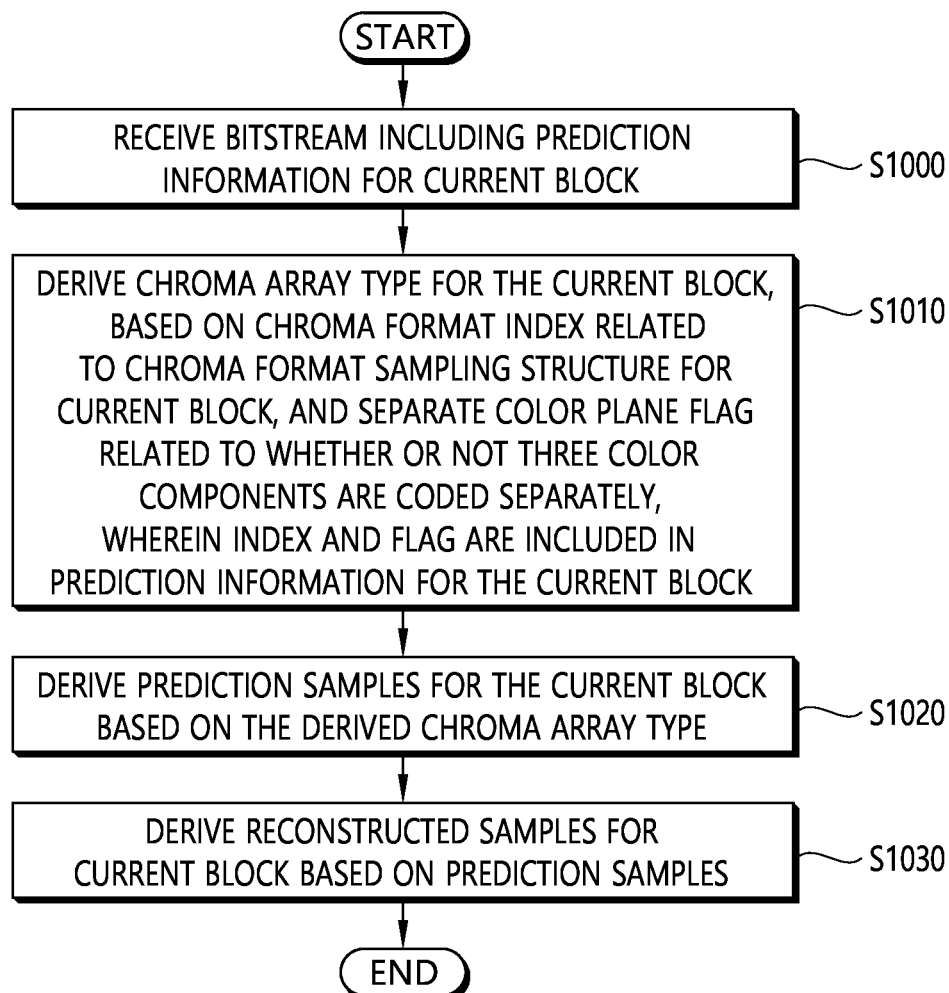 START
RECEIVE BITSTREAM INCLUDING PREDICTION
INFORMATION FOR CURRENT BLOCK
S1000
DERIVE CHROMA ARRAY TYPE FOR THE CURRENT BLOCK,
BASED ON CHROMA FORMAT INDEX RELATED
TO CHROMA FORMAT SAMPLING STRUCTURE FOR
CURRENT BLOCK, AND SEPARATE COLOR PLANE FLAG
RELATED TO WHETHER OR NOT THREE COLOR
COMPONENTS ARE CODED SEPARATELY,
WHEREIN INDEX AND FLAG ARE INCLUDED IN
PREDICTION INFORMATION FOR THE CURRENT BLOCK
S1010
DERIVE PREDICTION SAMPLES FOR THE CURRENT BLOCK
BASED ON THE DERIVED CHROMA ARRAY TYPE
S1020
DERIVE RECONSTRUCTED SAMPLES FOR
CURRENT BLOCK BASED ON PREDICTION SAMPLES
S1030
END